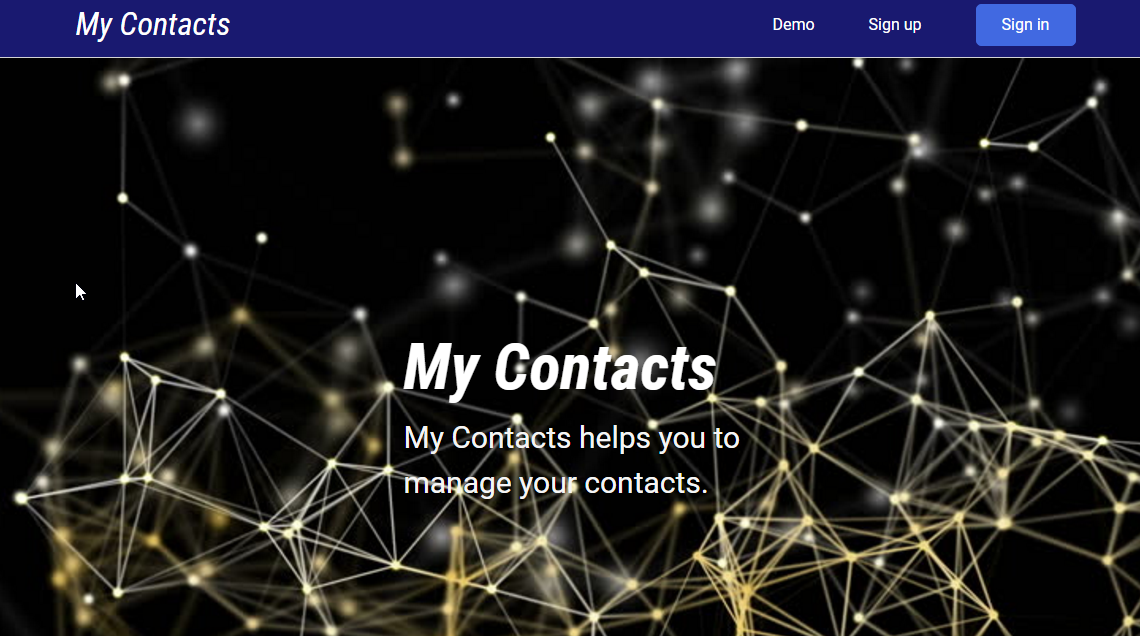 My Contacts
Demo
Sign up
Sign in
My Contacts
My Contacts helps you to
manage your contacts.